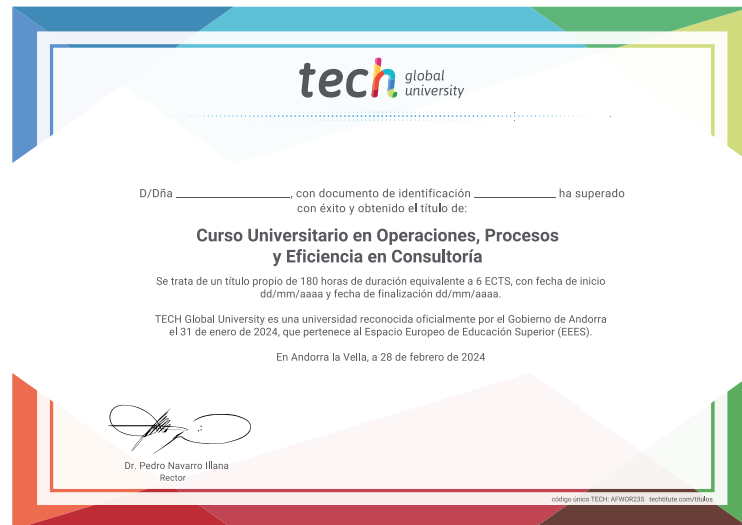 tech global university
D/Dña ____________________, con documento de identificación ______________ ha superado
con éxito y obtenido el título de:
Curso Universitario en Operaciones, Procesos
y Eficiencia en Consultoría
Se trata de un título propio de 180 horas de duración equivalente a 6 ECTS, con fecha de inicio
dd/mm/aaaa y fecha de finalización dd/mm/aaaa.
TECH Global University es una universidad reconocida oficialmente por el Gobierno de Andorra
el 31 de enero de 2024, que pertenece al Espacio Europeo de Educación Superior (EEES).
En Andorra la Vella, a 28 de febrero de 2024
Dr. Pedro Navarro Illana
Rector
código único TECH: AFWOR23S techtitute.com/titulos